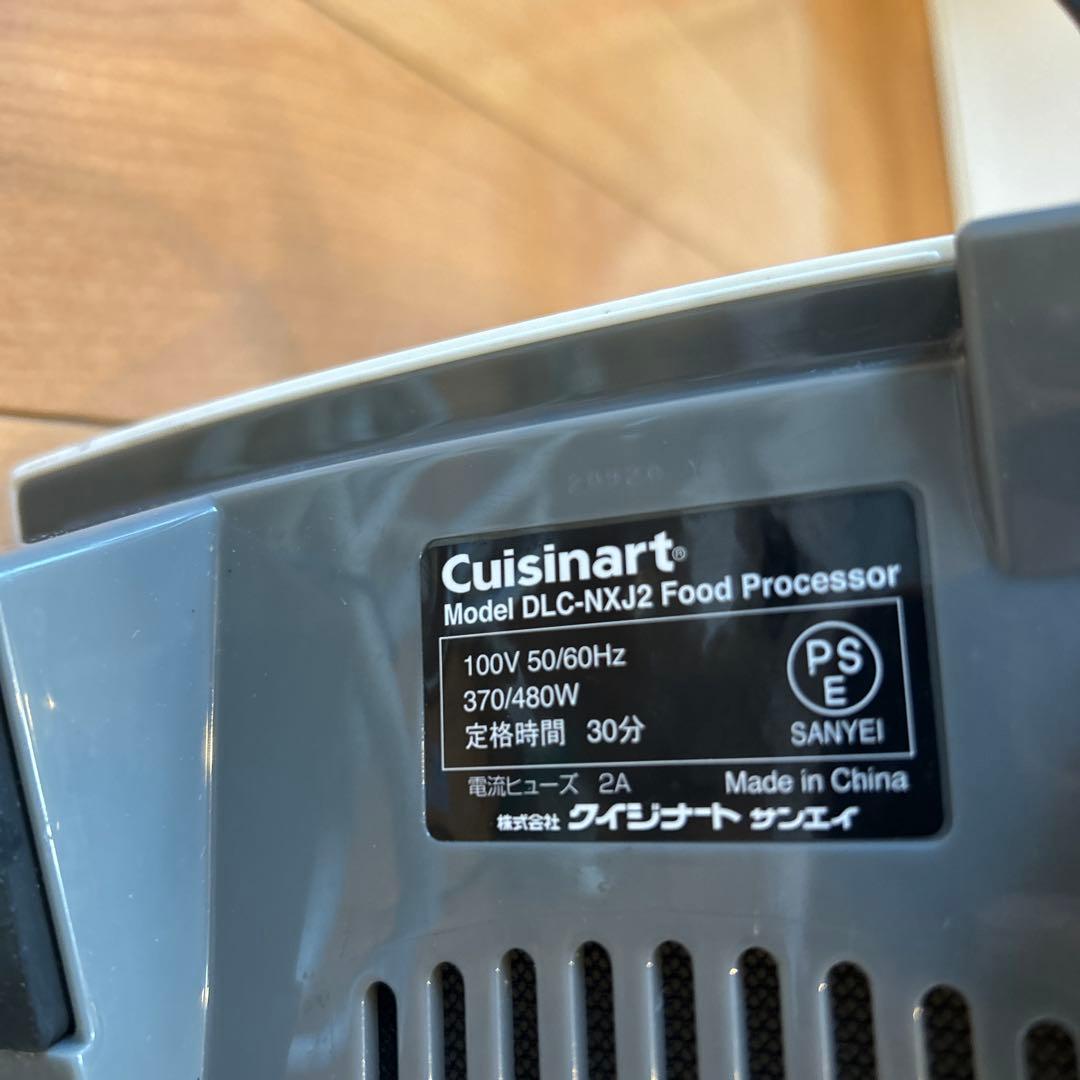 Cuisinart®
Model DLC-NXJ2 Food Processor
100V 50/60Hz
370/480W
定格時間 30分
PS
E
SANYEI
電流ヒューズ 2A Made in China
株式会社 クイジナート サンエイ